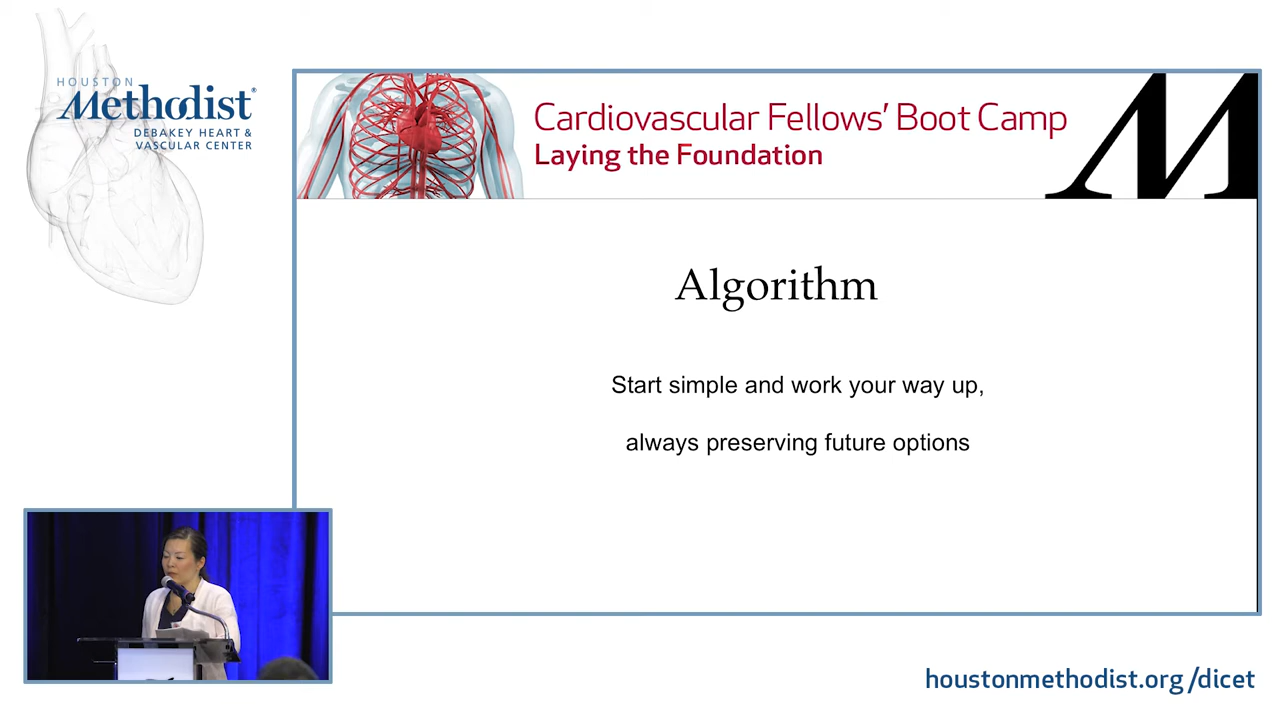 HOUSTON
Methodist®
DEBAKEY HEART &
VASCULAR CENTER
Cardiovascular Fellows' Boot Camp
Laying the Foundation
M
Algorithm
Start simple and work your way up,
always preserving future options
houstonmethodist.org/dicet